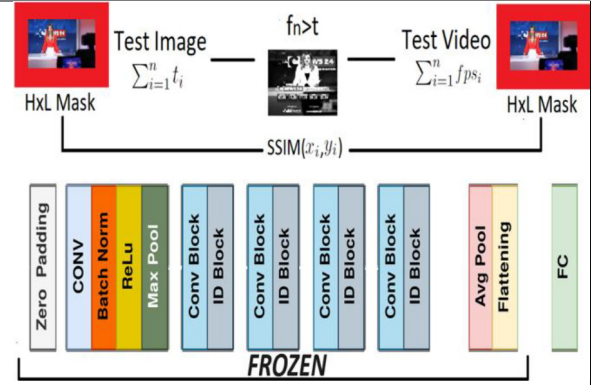 Test Image
∑ⁿᵢ₌₁ tᵢ
fn>t
Test Video
∑ⁿᵢ₌₁ fpsᵢ
HxL Mask
HxL Mask
SSIM(xᵢ,yᵢ)
Zero Padding
CONV
Batch Norm
ReLu
Max Pool
Conv Block
ID Block
Conv Block
ID Block
Conv Block
ID Block
Conv Block
ID Block
Avg Pool
Flattening
FC
FROZEN